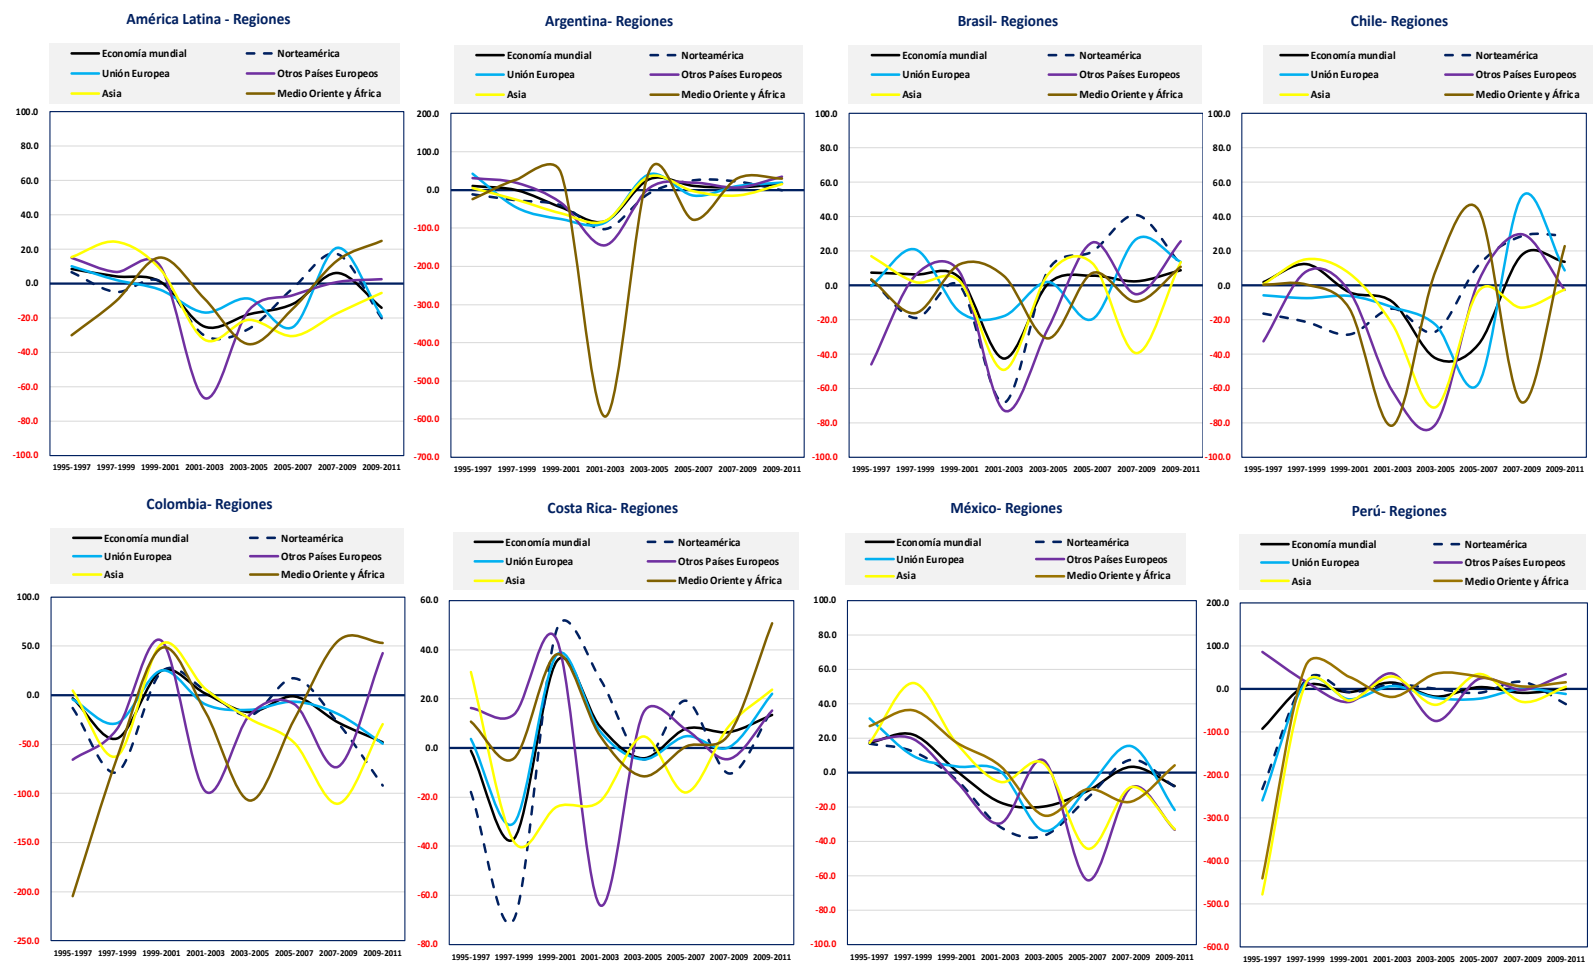 América Latina - Regiones
Economía mundial
Norteamérica
Unión Europea
Otros Países Europeos
Asia
Medio Oriente y África
100.0
80.0
60.0
40.0
20.0
0.0
-20.0
-40.0
-60.0
-80.0
-100.0
1995-1997 1997-1999 1999-2001 2001-2003 2003-2005 2005-2007 2007-2009 2009-2011
Argentina- Regiones
Economía mundial
Norteamérica
Unión Europea
Otros Países Europeos
Asia
Medio Oriente y África
200.0
100.0
0.0
-100.0
-200.0
-300.0
-400.0
-500.0
-600.0
-700.0
1995-1997 1997-1999 1999-2001 2001-2003 2003-2005 2005-2007 2007-2009 2009-2011
Brasil- Regiones
Economía mundial
Norteamérica
Unión Europea
Otros Países Europeos
Asia
Medio Oriente y África
100.0
80.0
60.0
40.0
20.0
0.0
-20.0
-40.0
-60.0
-80.0
-100.0
1995-1997 1997-1999 1999-2001 2001-2003 2003-2005 2005-2007 2007-2009 2009-2011
Chile- Regiones
Economía mundial
Norteamérica
Unión Europea
Otros Países Europeos
Asia
Medio Oriente y África
100.0
80.0
60.0
40.0
20.0
0.0
-20.0
-40.0
-60.0
-80.0
-100.0
1995-1997 1997-1999 1999-2001 2001-2003 2003-2005 2005-2007 2007-2009 2009-2011
Colombia- Regiones
Economía mundial
Norteamérica
Unión Europea
Otros Países Europeos
Asia
Medio Oriente y África
100.0
50.0
0.0
-50.0
-100.0
-150.0
-200.0
-250.0
1995-1997 1997-1999 1999-2001 2001-2003 2003-2005 2005-2007 2007-2009 2009-2011
Costa Rica- Regiones
Economía mundial
Norteamérica
Unión Europea
Otros Países Europeos
Asia
Medio Oriente y África
60.0
40.0
20.0
0.0
-20.0
-40.0
-60.0
-80.0
1995-1997 1997-1999 1999-2001 2001-2003 2003-2005 2005-2007 2007-2009 2009-2011
México- Regiones
Economía mundial
Norteamérica
Unión Europea
Otros Países Europeos
Asia
Medio Oriente y África
100.0
80.0
60.0
40.0
20.0
0.0
-20.0
-40.0
-60.0
-80.0
-100.0
1995-1997 1997-1999 1999-2001 2001-2003 2003-2005 2005-2007 2007-2009 2009-2011
Perú- Regiones
Economía mundial
Norteamérica
Unión Europea
Otros Países Europeos
Asia
Medio Oriente y África
200.0
100.0
0.0
-100.0
-200.0
-300.0
-400.0
-500.0
-600.0
1995-1997 1997-1999 1999-2001 2001-2003 2003-2005 2005-2007 2007-2009 2009-2011